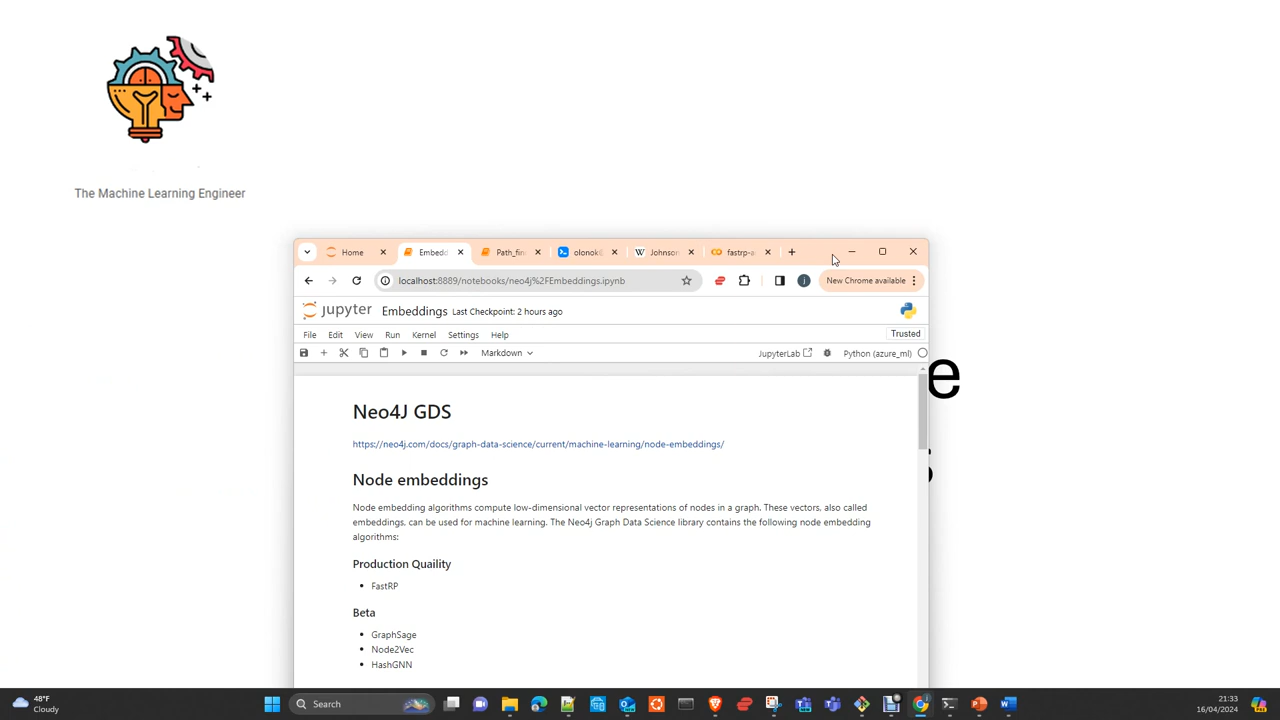 The Machine Learning Engineer
Home
Embedd
Path_fin
olonok6
Johnson
fastrp-a
localhost:8889/notebooks/neo4j%2FEmbeddings.ipynb
New Chrome available
jupyter Embeddings Last Checkpoint: 2 hours ago
File Edit View Run Kernel Settings Help
Trusted
Markdown
JupyterLab
Python (azure_ml)
e
Neo4J GDS
https://neo4j.com/docs/graph-data-science/current/machine-learning/node-embeddings/
s
Node embeddings
Node embedding algorithms compute low-dimensional vector representations of nodes in a graph. These vectors, also called
embeddings, can be used for machine learning. The Neo4j Graph Data Science library contains the following node embedding
algorithms:
Production Quaility
FastRP
Beta
GraphSage
Node2Vec
HashGNN
48°F
Cloudy
Search
21:33
16/04/2024